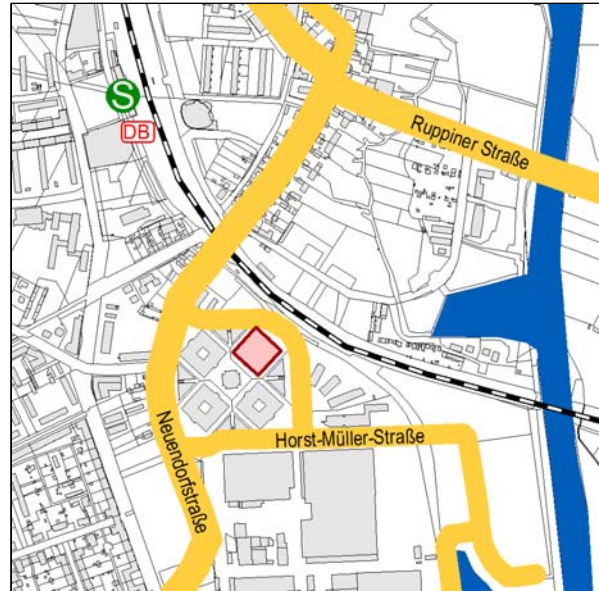 S
DB
Ruppiner Straße
Neuendorfstraße
Horst-Müller-Straße